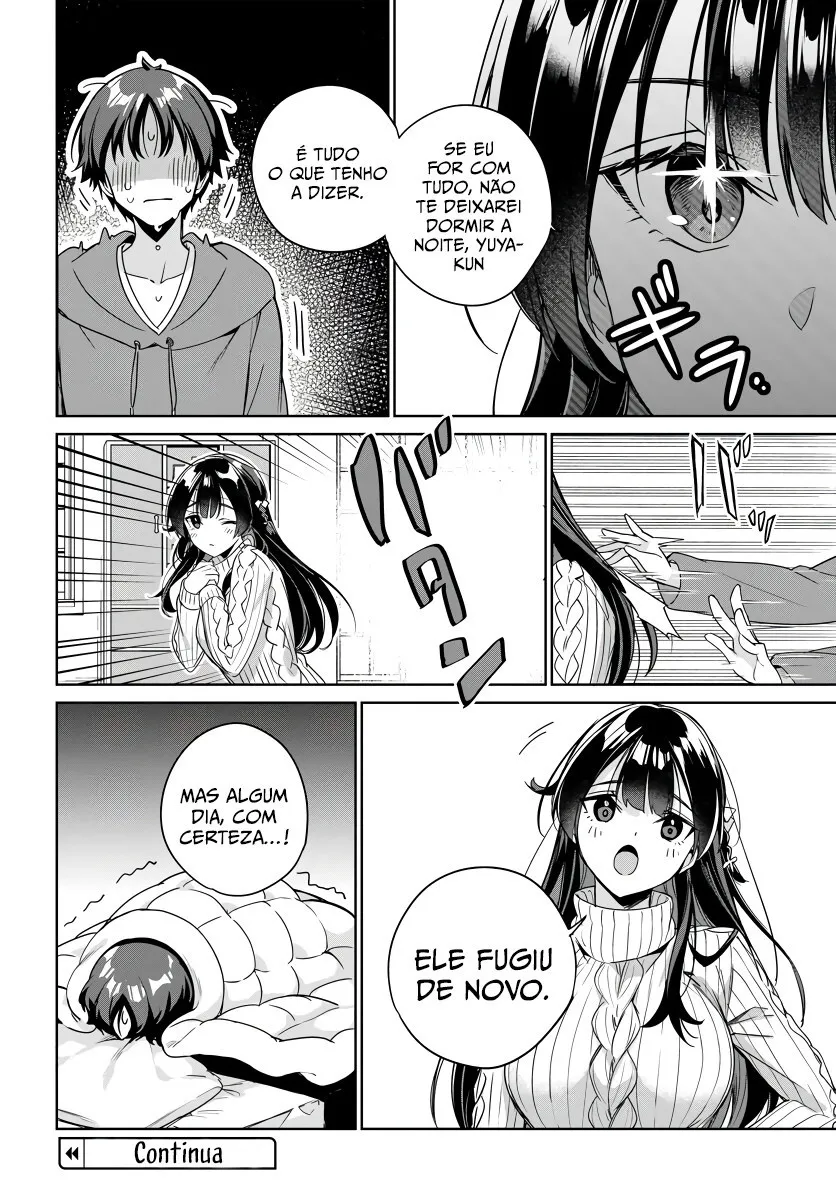 SE EU
FOR COM
TUDO, NÃO
TE DEIXAREI
DORMIR A
NOITE, YUYA-
KUN
É TUDO
O QUE TENHO
A DIZER.
ギラ
バッ
バタン
ELE FUGIU
DE NOVO.
MAS ALGUM
DIA, COM
CERTEZA...!
Continua